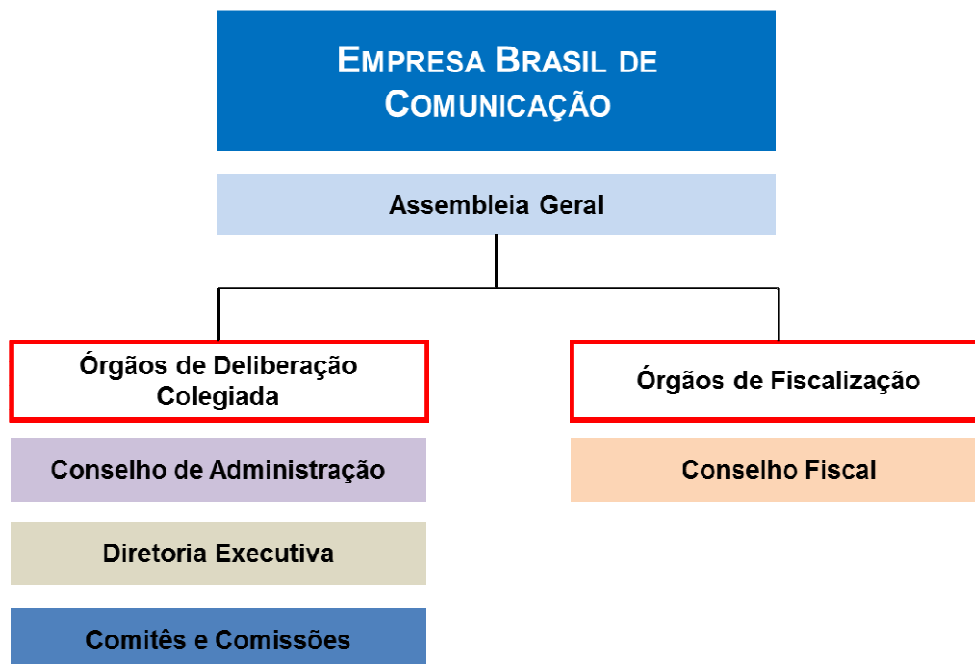 EMPRESA BRASIL DE
COMUNICAÇÃO
Assembleia Geral
Órgãos de Deliberação
Colegiada
Órgãos de Fiscalização
Conselho de Administração
Conselho Fiscal
Diretoria Executiva
Comitês e Comissões